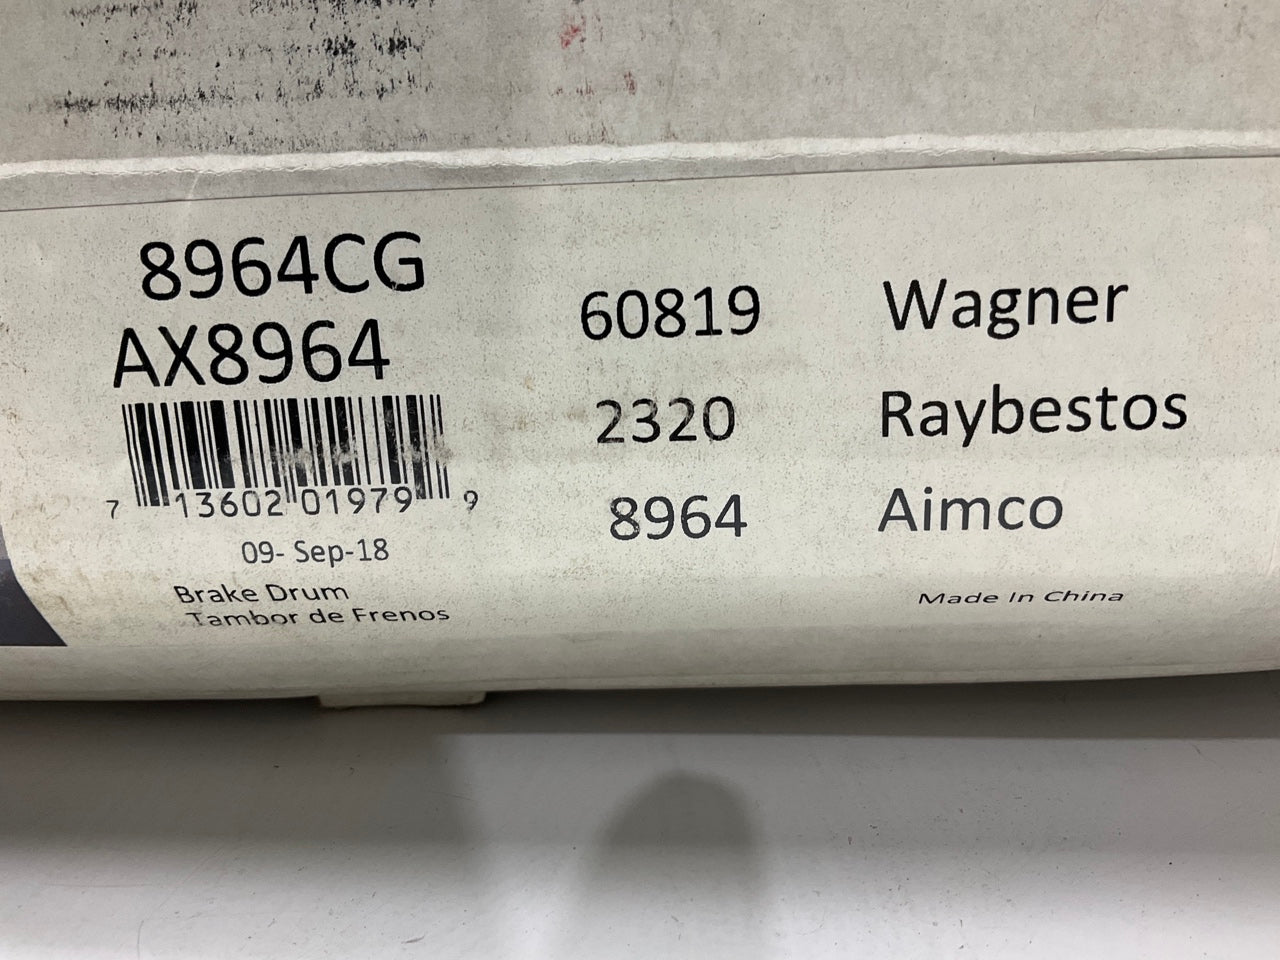 8964CG
AX8964
7 13602 01979 9
09- Sep-18
Brake Drum
Tambor de Frenos
60819 Wagner
2320 Raybestos
8964 Aimco
Made In China